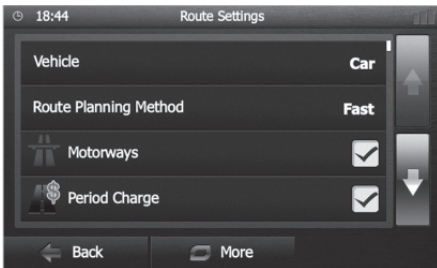 18:44 Route Settings
Vehicle Car
Route Planning Method Fast
Motorways
Period Charge
Back More